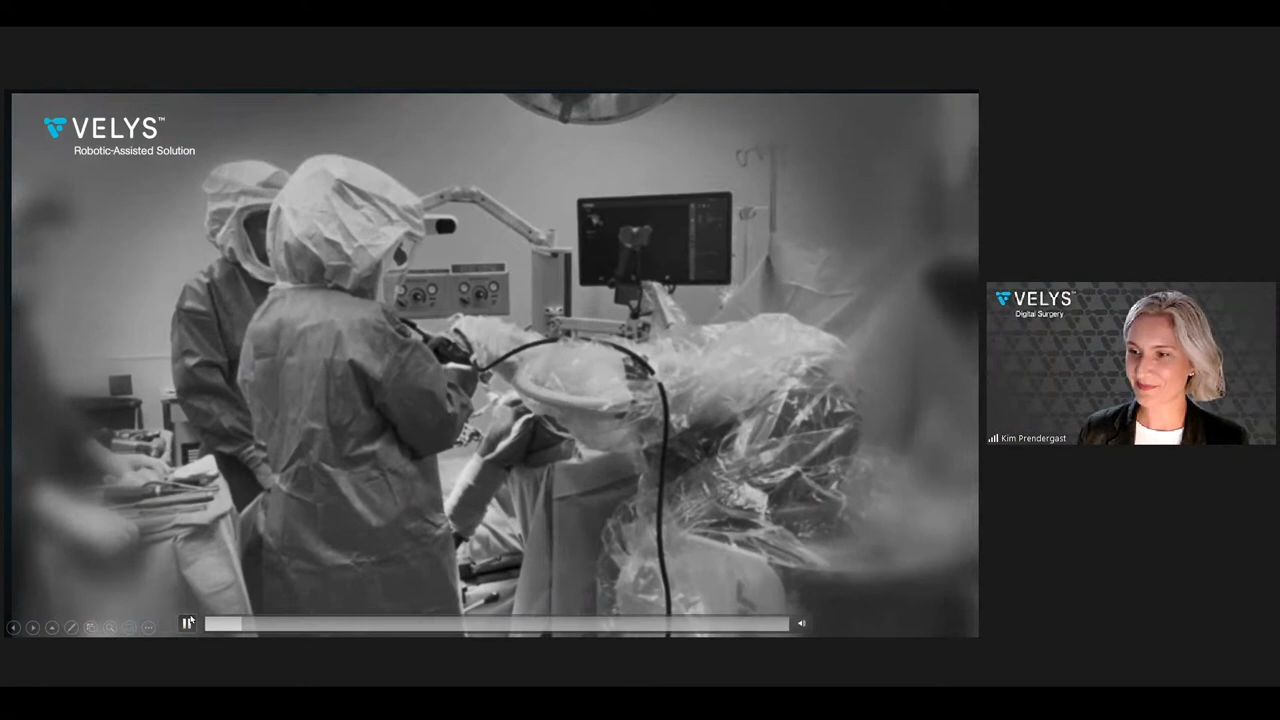 VELYS™
Robotic-Assisted Solution
VELYS™
Digital Surgery
Kim Prendergast